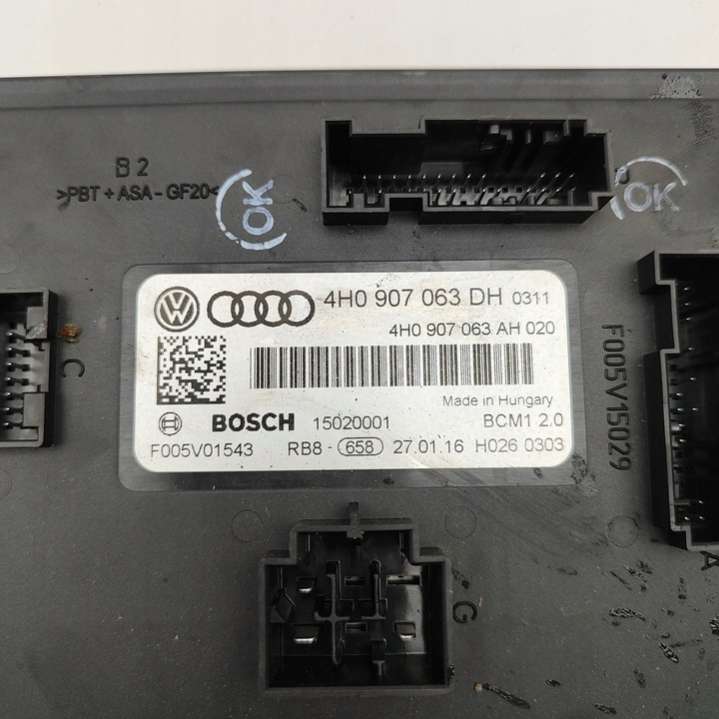 B 2
>PBT+ASA-GF20<
OK
OK
4H0 907 063 DH 0311
4H0 907 063 AH 020
Made in Hungary
BOSCH 15020001 BCM1 2.0
F005V01543 RB8- 658 27.01.16 H026 0303
F005V15029
C
A
G